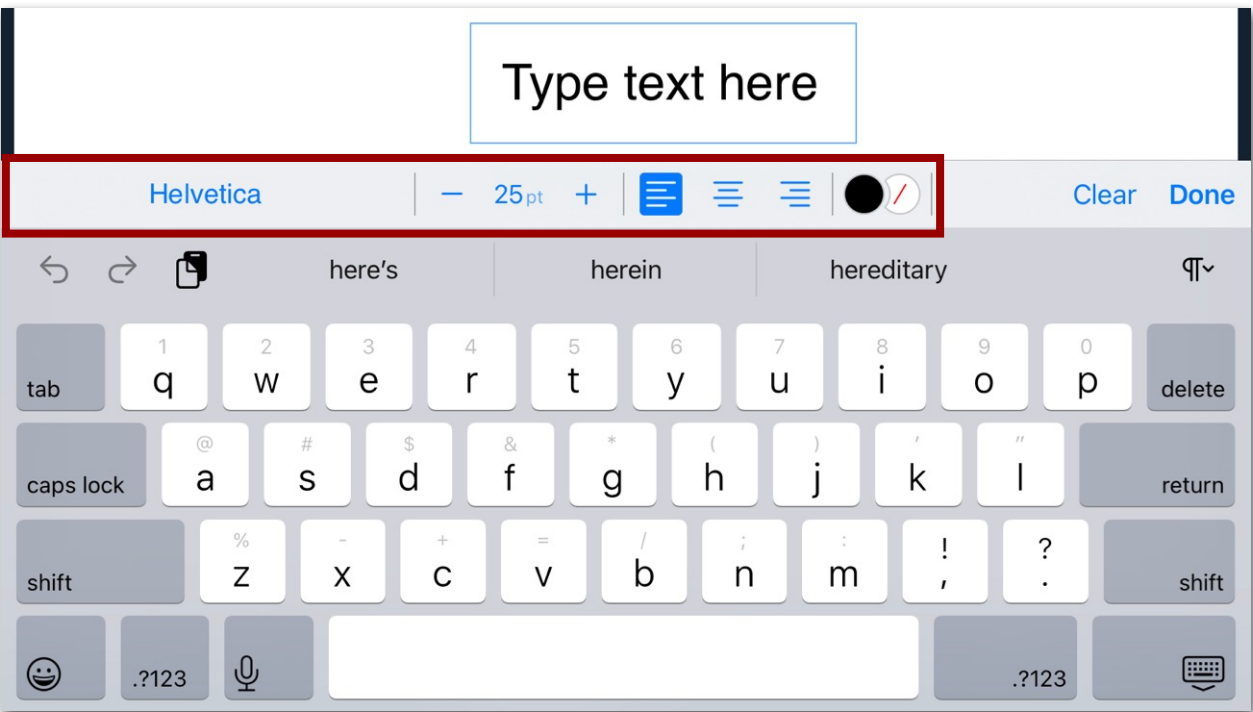 Type text here
Helvetica − 25pt + Clear Done
here's herein hereditary ¶
1 2 3 4 5 6 7 8 9 0
tab q w e r t y u i o p delete
@ # $ & * ( ) ' "
caps lock a s d f g h j k l return
% - + = / ; : ! ?
shift z x c v b n m , . shift
.?123 .?123